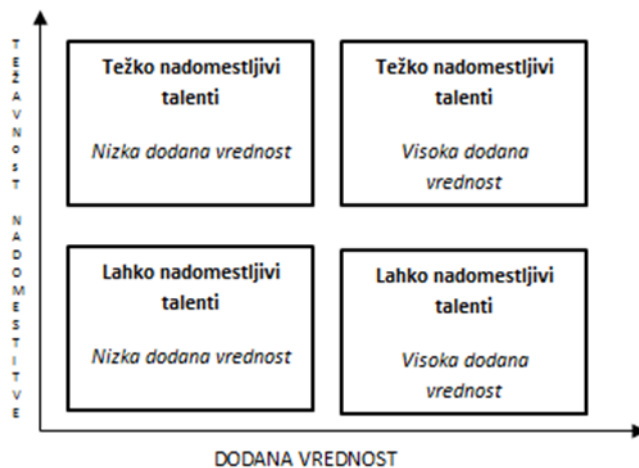 TEŽAVNOST NADOMESTITVE
Težko nadomestljivi
talenti
Nizka dodana vrednost
Težko nadomestljivi
talenti
Visoka dodana
vrednost
Lahko nadomestljivi
talenti
Nizka dodana vrednost
Lahko nadomestljivi
talenti
Visoka dodana
vrednost
DODANA VREDNOST